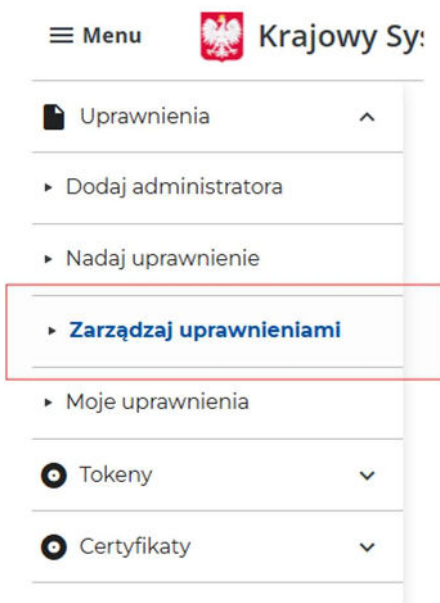 Menu
Krajowy Sy
Uprawnienia
Dodaj administratora
Nadaj uprawnienie
Zarządzaj uprawnieniami
Moje uprawnienia
Tokeny
Certyfikaty